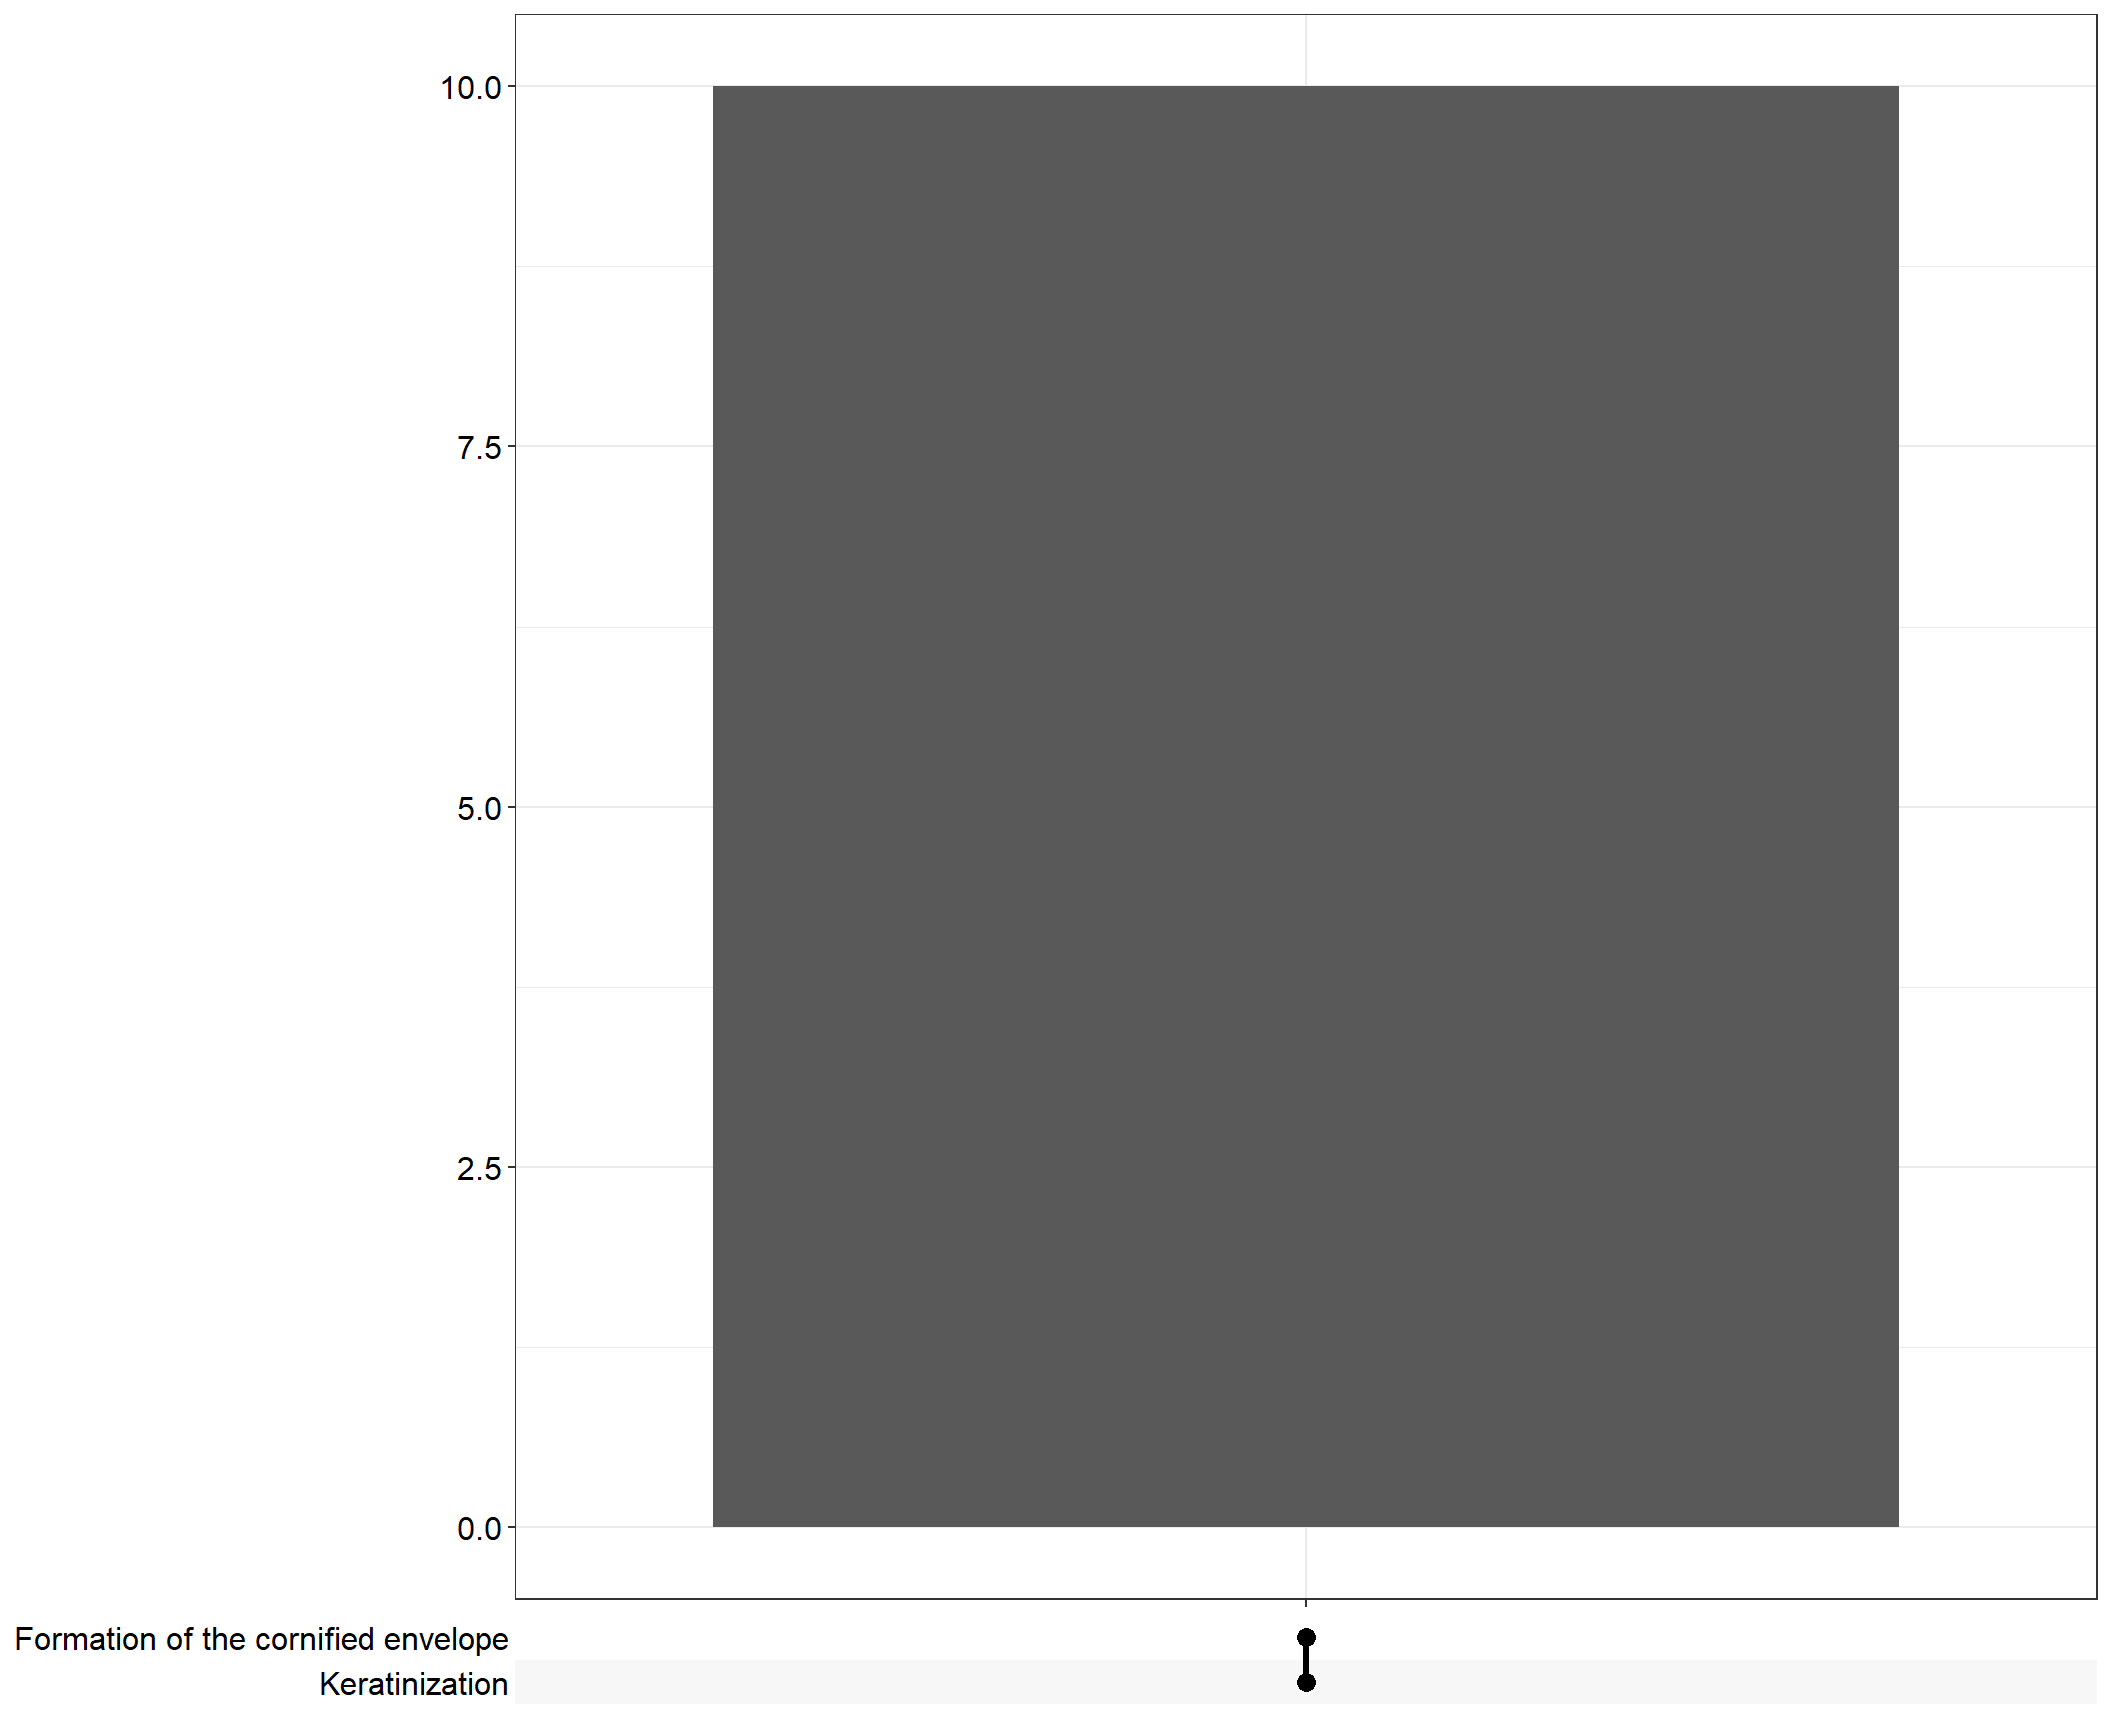 10.0
7.5
5.0
2.5
0.0
Formation of the cornified envelope
Keratinization